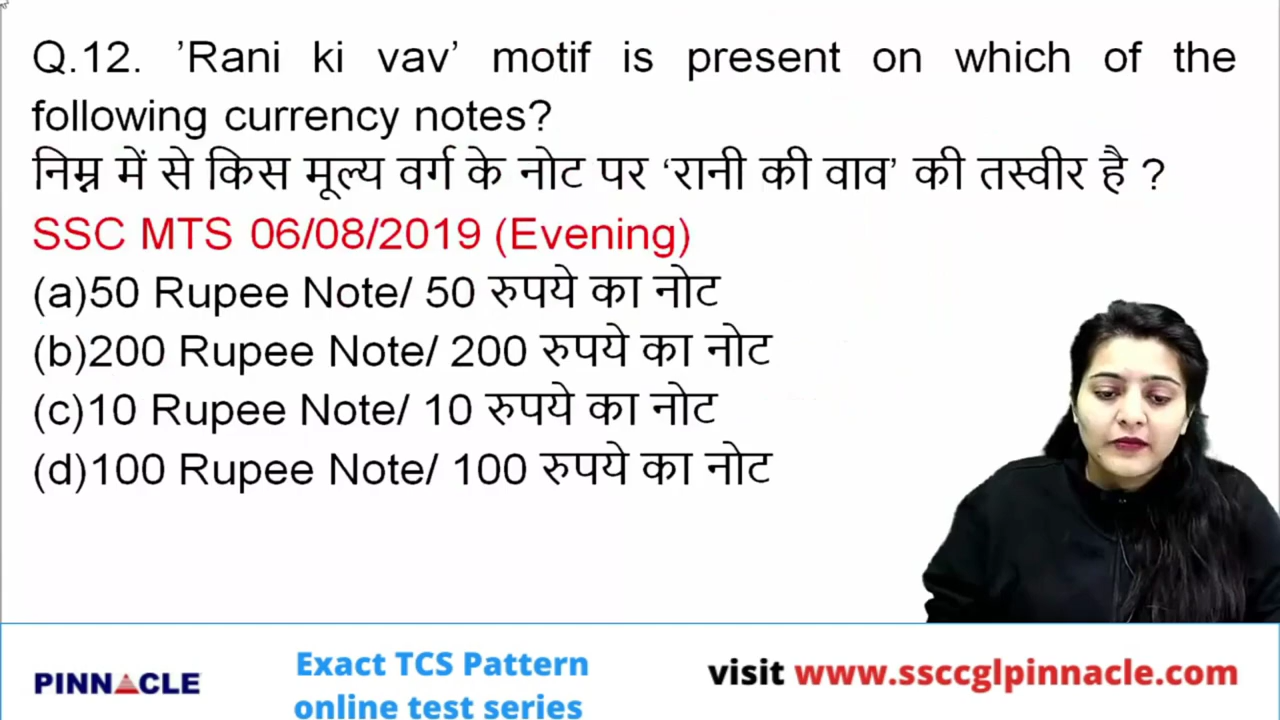 Q.12. ’Rani ki vav’ motif is present on which of the
following currency notes?
निम्न में से किस मूल्य वर्ग के नोट पर ‘रानी की वाव’ की तस्वीर है ?
SSC MTS 06/08/2019 (Evening)
(a)50 Rupee Note/ 50 रुपये का नोट
(b)200 Rupee Note/ 200 रुपये का नोट
(c)10 Rupee Note/ 10 रुपये का नोट
(d)100 Rupee Note/ 100 रुपये का नोट
PINNACLE
Exact TCS Pattern
online test series
visit www.ssccglpinnacle.com